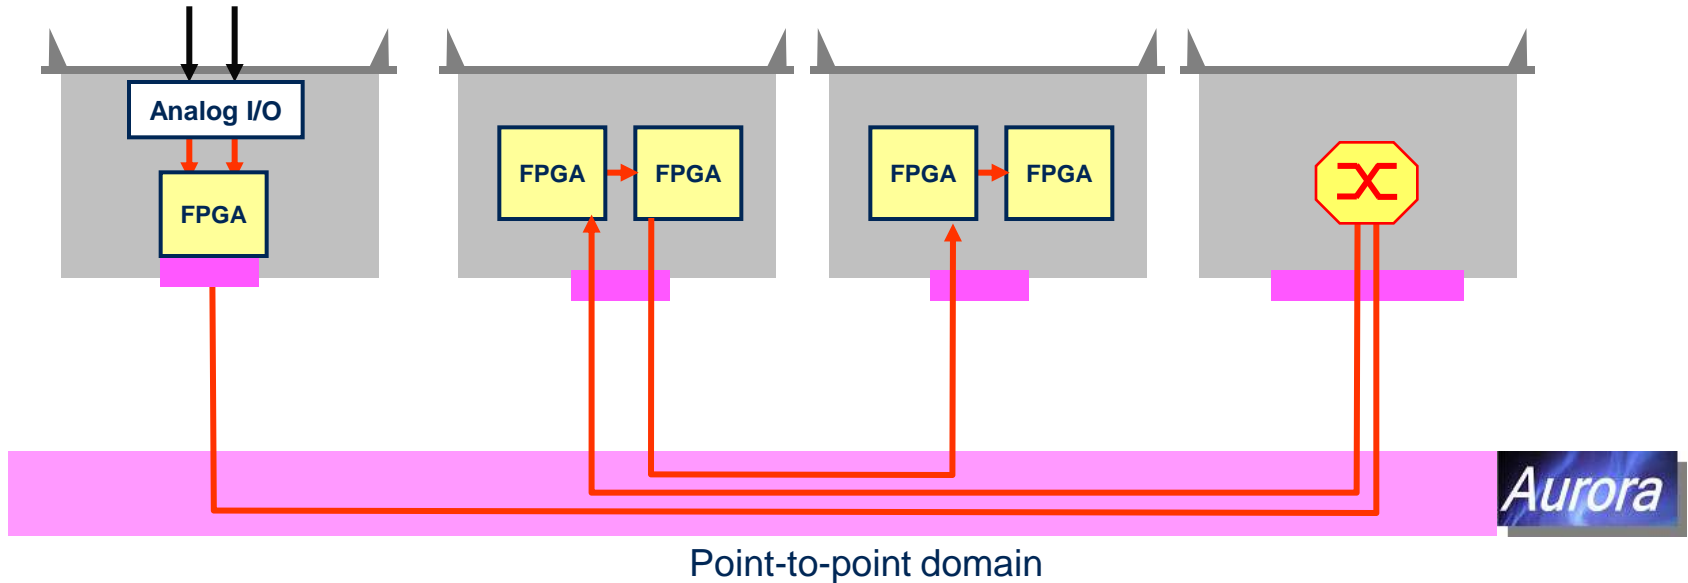 Analog I/O
FPGA
FPGA
FPGA
FPGA
FPGA
Aurora
Point-to-point domain